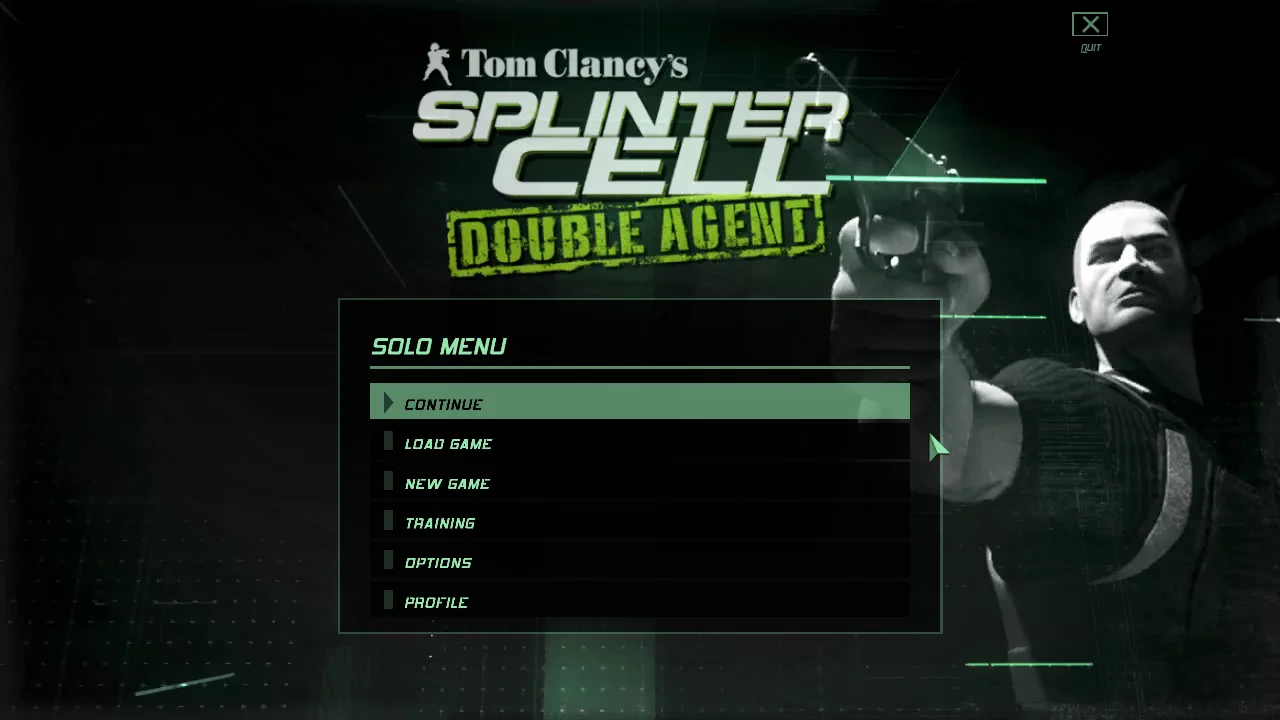 QUIT
Tom Clancy's
SPLINTER
CELL
DOUBLE AGENT
SOLO MENU
CONTINUE
LOAD GAME
NEW GAME
TRAINING
OPTIONS
PROFILE